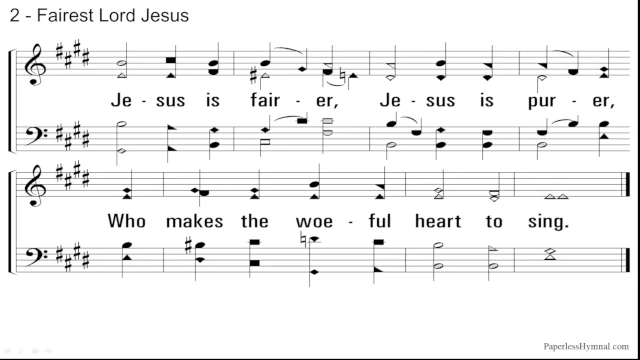 2 - Fairest Lord Jesus
Je - sus is fair - er, Je - sus is pur - er,
Who makes the woe - ful heart to sing.
PaperlessHymnal.com